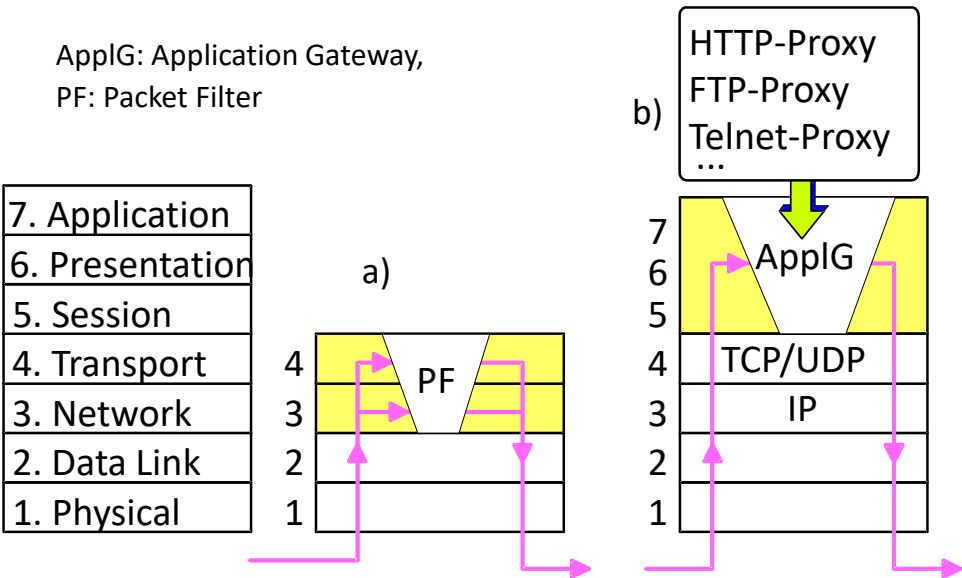 ApplG: Application Gateway,
PF: Packet Filter
b)
HTTP-Proxy
FTP-Proxy
Telnet-Proxy
...
7. Application
6. Presentation
5. Session
4. Transport
3. Network
2. Data Link
1. Physical
a)
4
3
2
1
PF
7
6
5
4
3
2
1
ApplG
TCP/UDP
IP